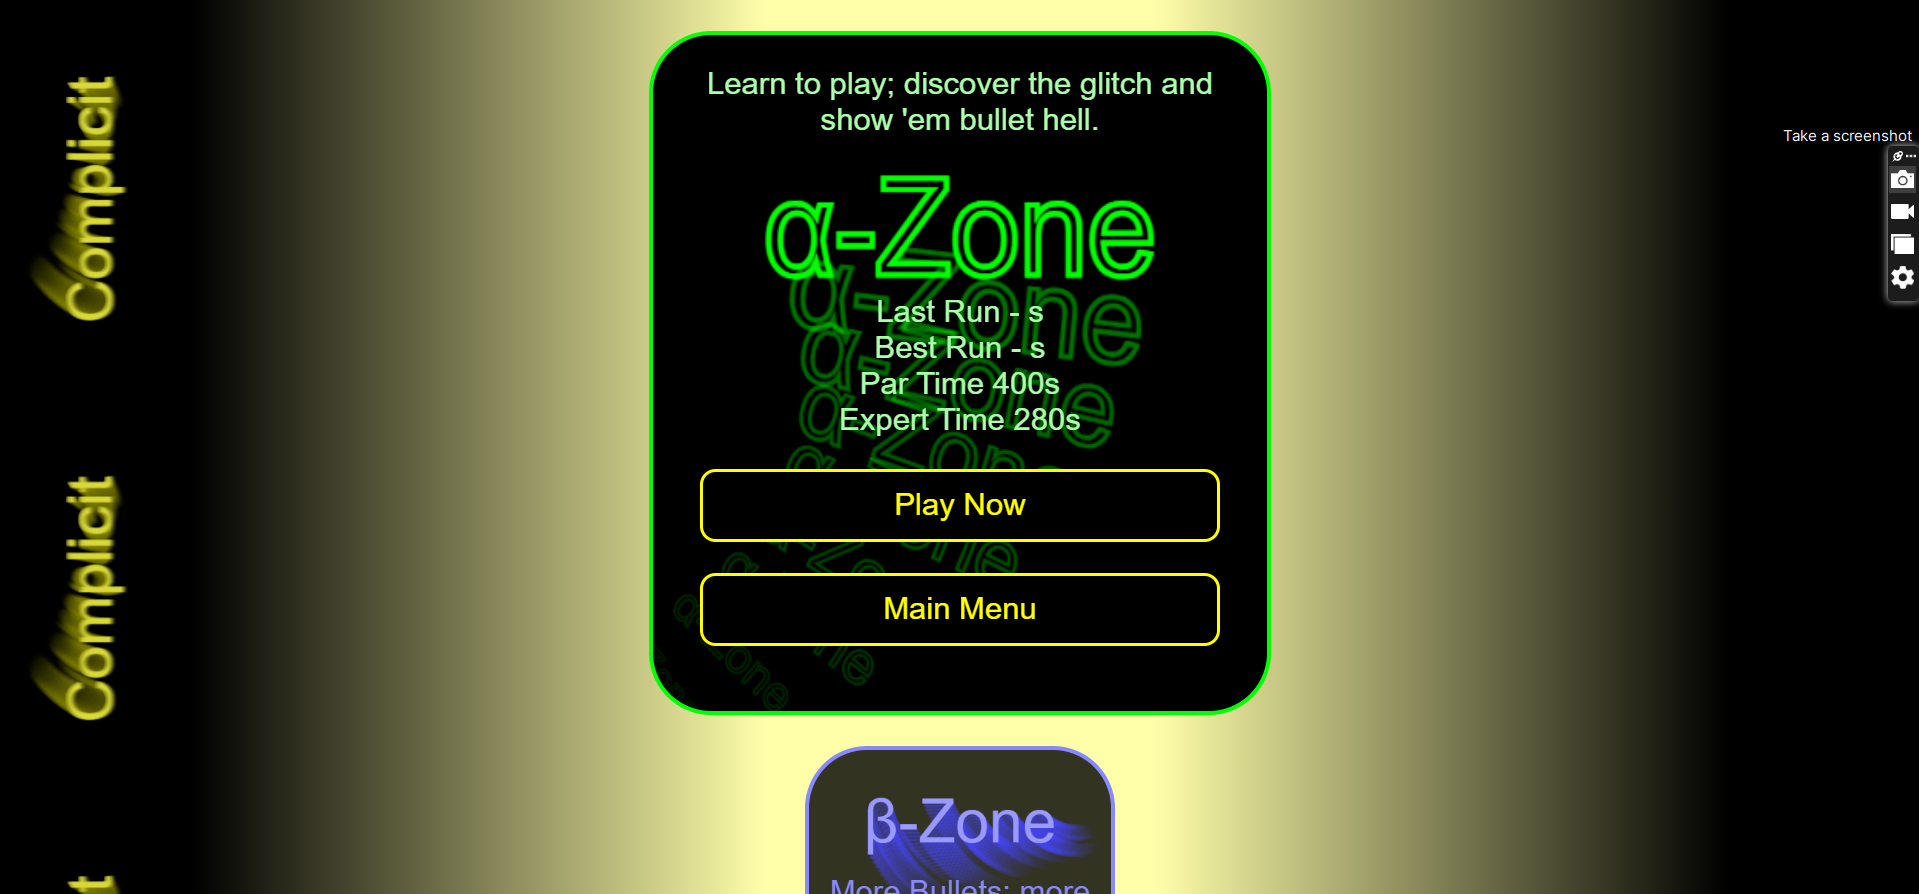 Complicit
Complicit
Learn to play; discover the glitch and
show 'em bullet hell.
α-Zone
Last Run - s
Best Run - s
Par Time 400s
Expert Time 280s
Play Now
Main Menu
β-Zone
More Bullets; more
Take a screenshot